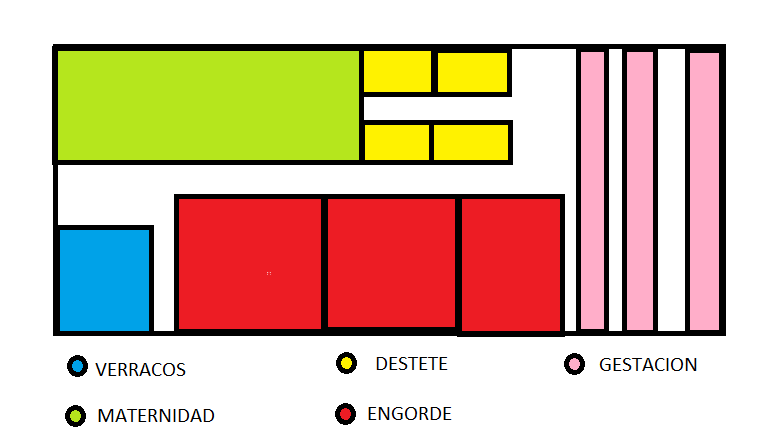 VERRACOS
DESTETE
GESTACION
MATERNIDAD
ENGORDE